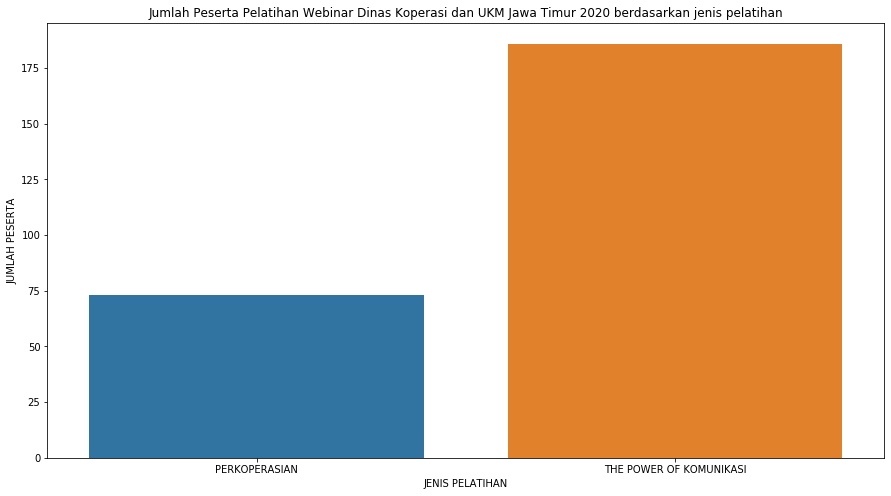 Jumlah Peserta Pelatihan Webinar Dinas Koperasi dan UKM Jawa Timur 2020 berdasarkan jenis pelatihan
175
150
125
100
75
50
25
0
JUMLAH PESERTA
PERKOPERASIAN
THE POWER OF KOMUNIKASI
JENIS PELATIHAN